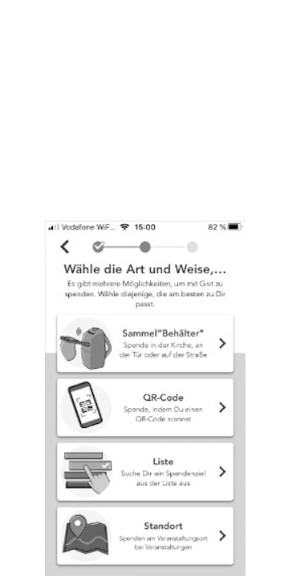 Vodafone WiF... 15:00 82 %
Wähle die Art und Weise,...
Es gibt mehrere Möglichkeiten, um mit Givt zu
spenden. Wähle diejenige, die am besten zu Dir
passt.
Sammel"Behälter"
Spende in der Kirche, an
der Tür oder auf der Straße
QR-Code
Spende, indem Du einen
QR-Code scannst
Liste
Suche Dir ein Spendenziel
aus der Liste aus
Standort
Spenden am Veranstaltungsort
bei Veranstaltungen